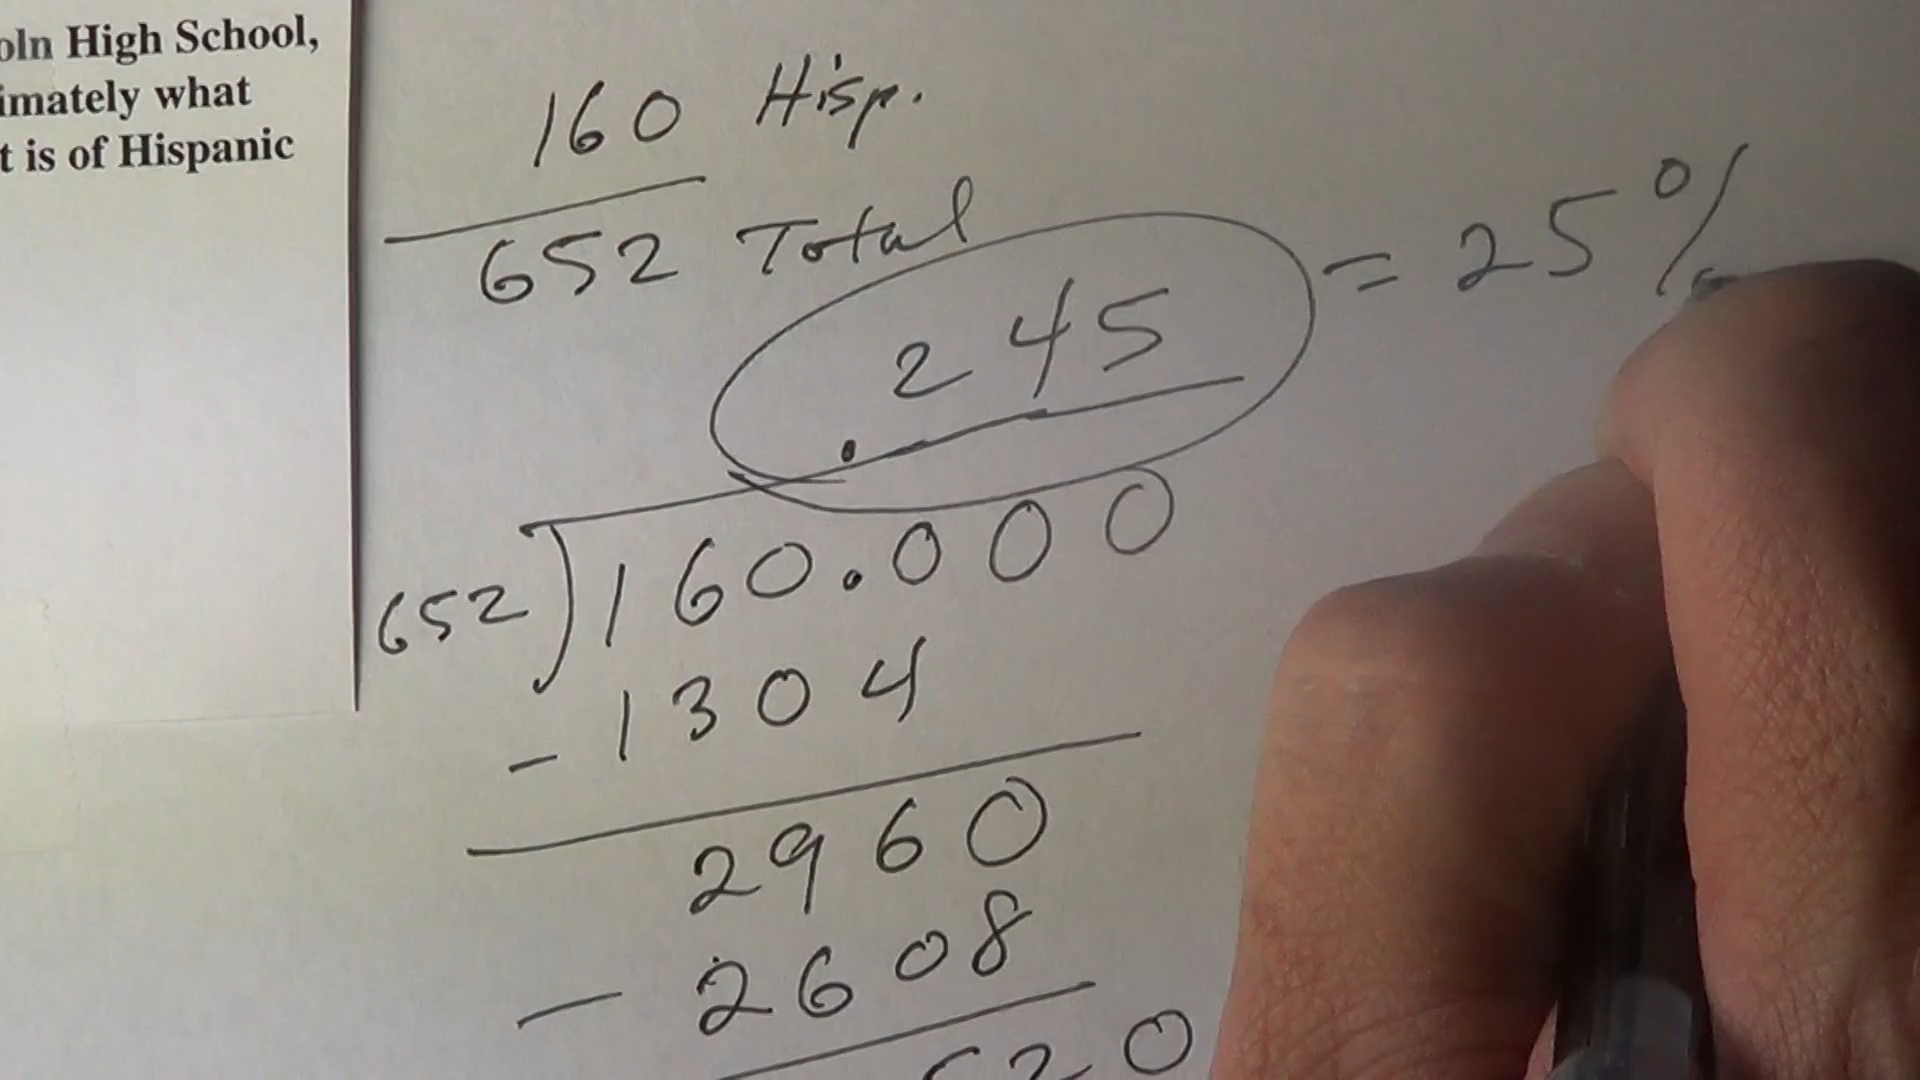 oln High School,
imately what
t is of Hispanic
160 Hisp.
652 Total
.245 = 25%
652)160.000
- 1304
2960
- 2608
520